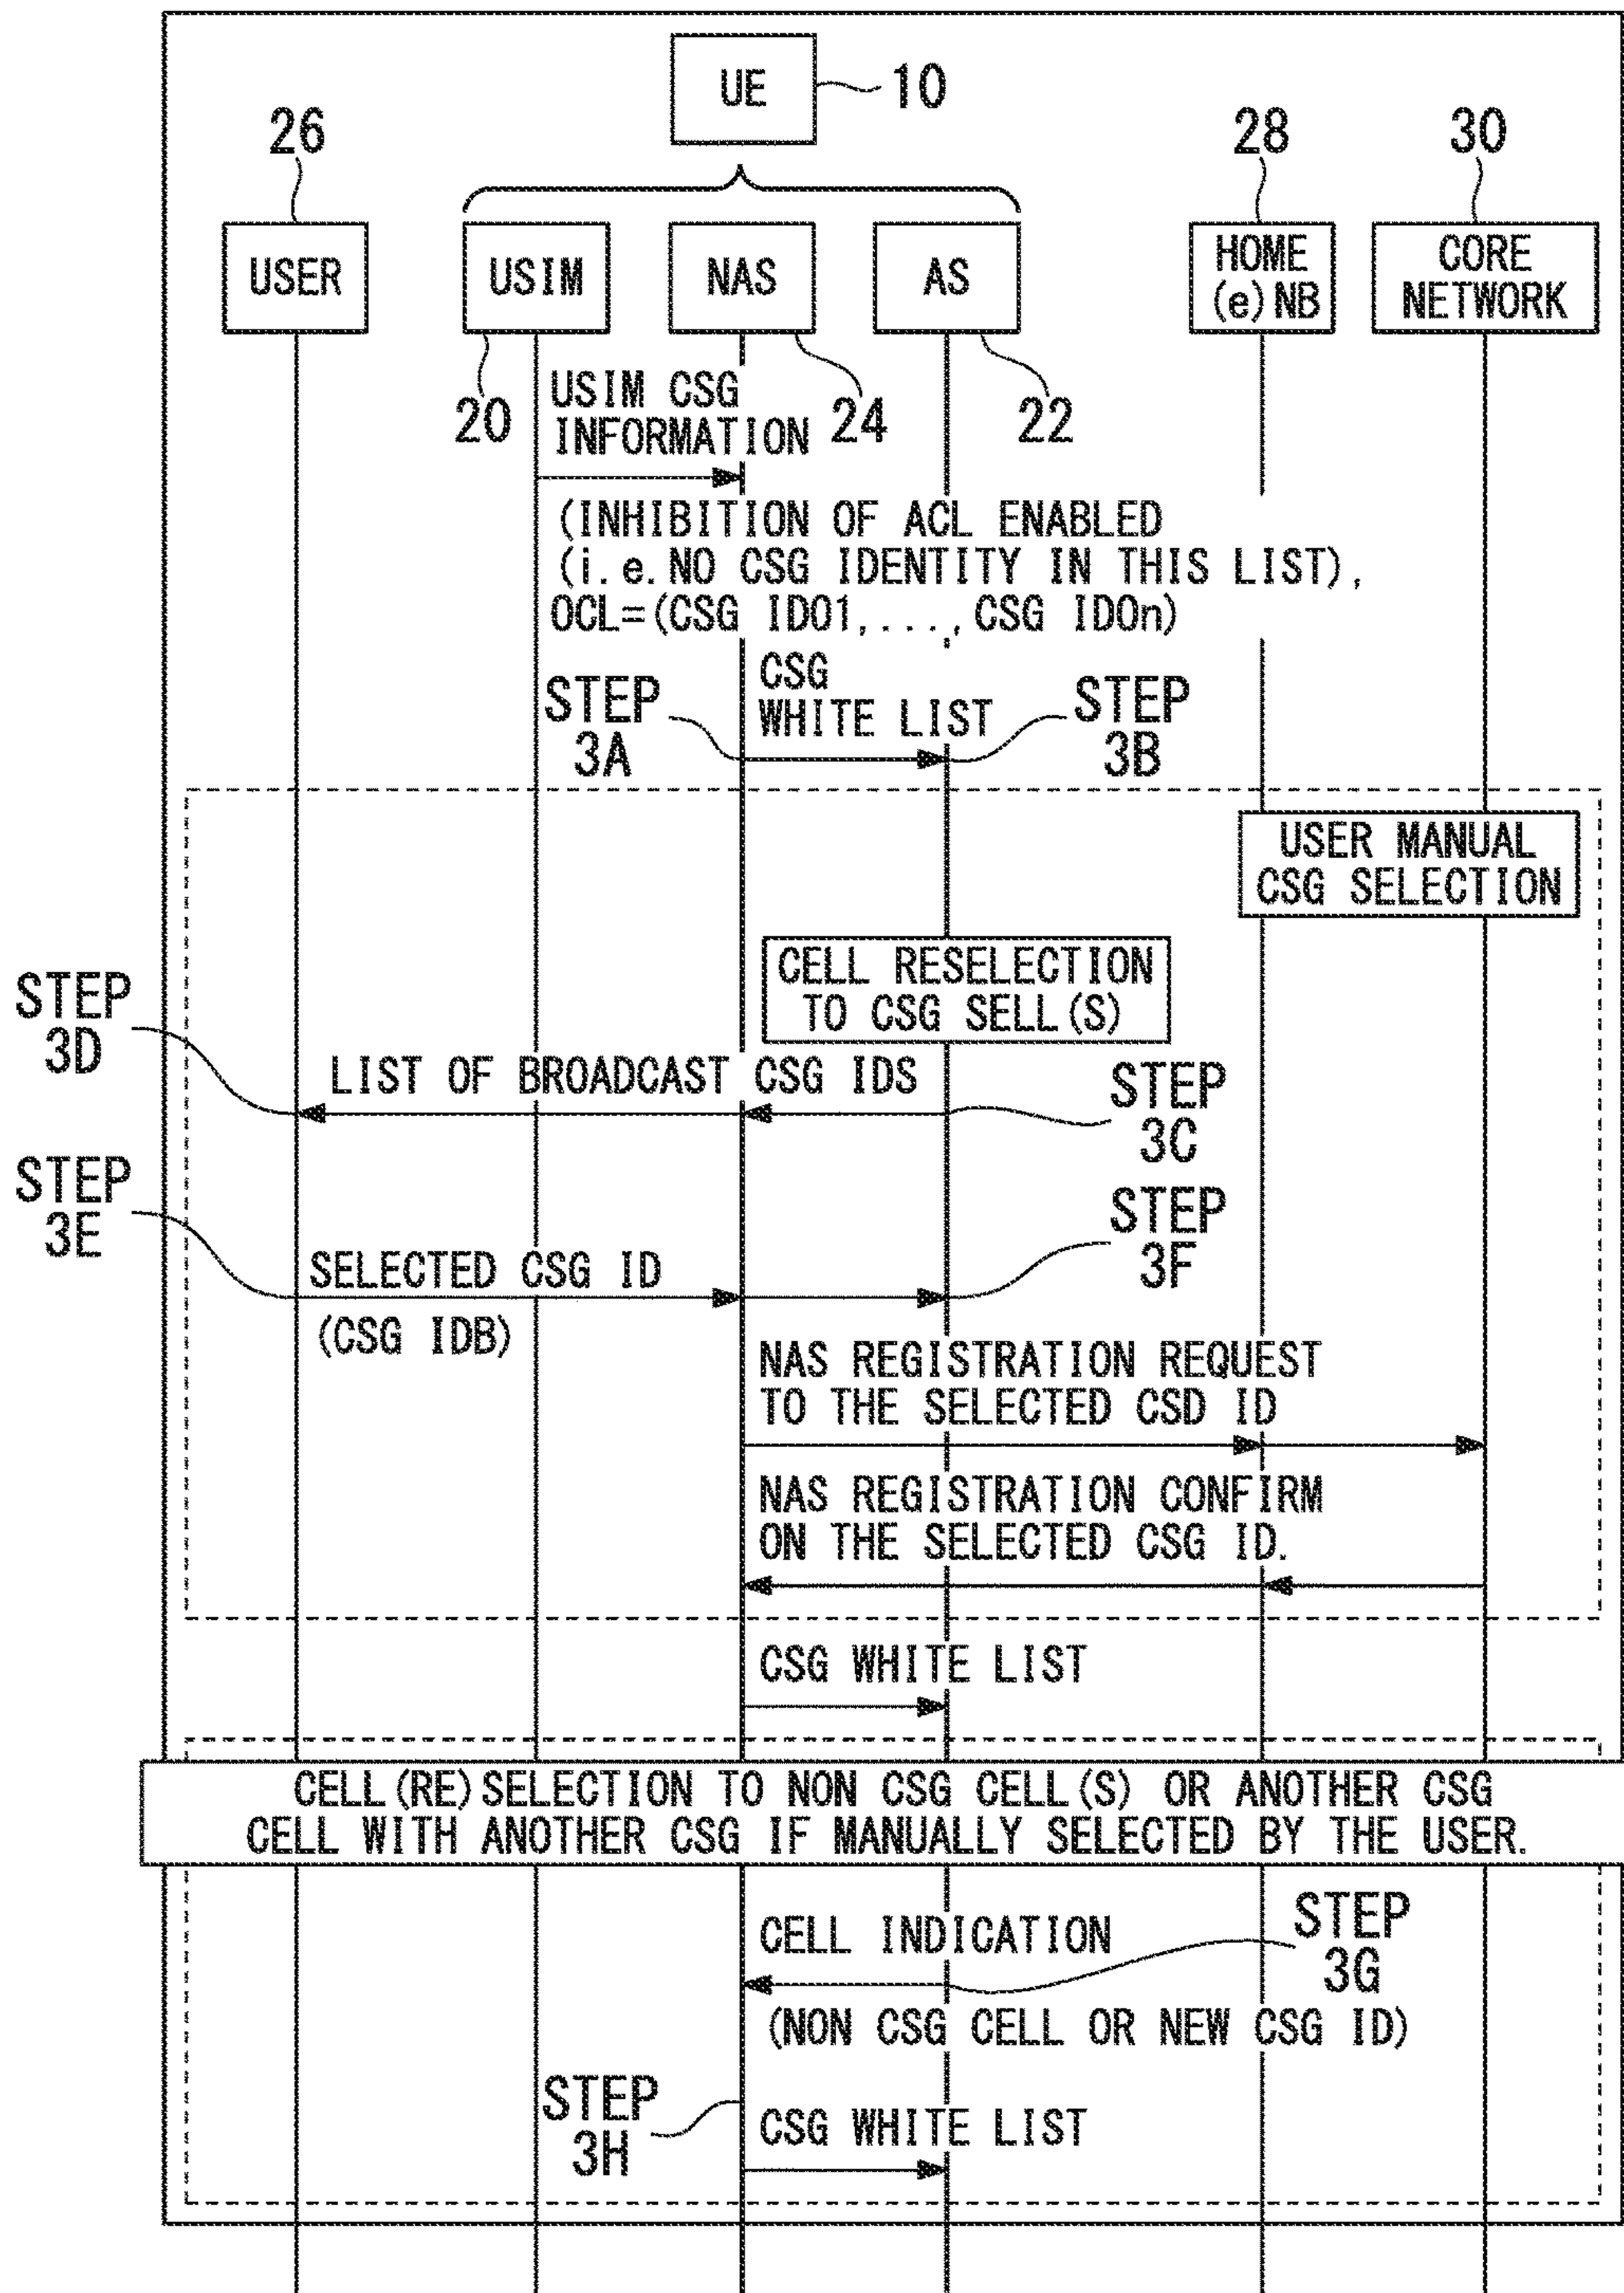 UE
10
26
28
30
USER
USIM
NAS
AS
HOME
(e)NB
CORE
NETWORK
20
24
22
USIM CSG
INFORMATION
(INHIBITION OF ACL ENABLED
(i.e.NO CSG IDENTITY IN THIS LIST),
OCL=(CSG ID01,...,CSG ID0n)
CSG
WHITE LIST
STEP
3A
STEP
3B
USER MANUAL
CSG SELECTION
CELL RESELECTION
TO CSG SELL(S)
STEP
3D
LIST OF BROADCAST CSG IDS
STEP
3C
STEP
3E
STEP
3F
SELECTED CSG ID
(CSG IDB)
NAS REGISTRATION REQUEST
TO THE SELECTED CSD ID
NAS REGISTRATION CONFIRM
ON THE SELECTED CSG ID.
CSG WHITE LIST
CELL(RE)SELECTION TO NON CSG CELL(S) OR ANOTHER CSG
CELL WITH ANOTHER CSG IF MANUALLY SELECTED BY THE USER.
CELL INDICATION
STEP
3G
(NON CSG CELL OR NEW CSG ID)
STEP
3H
CSG WHITE LIST